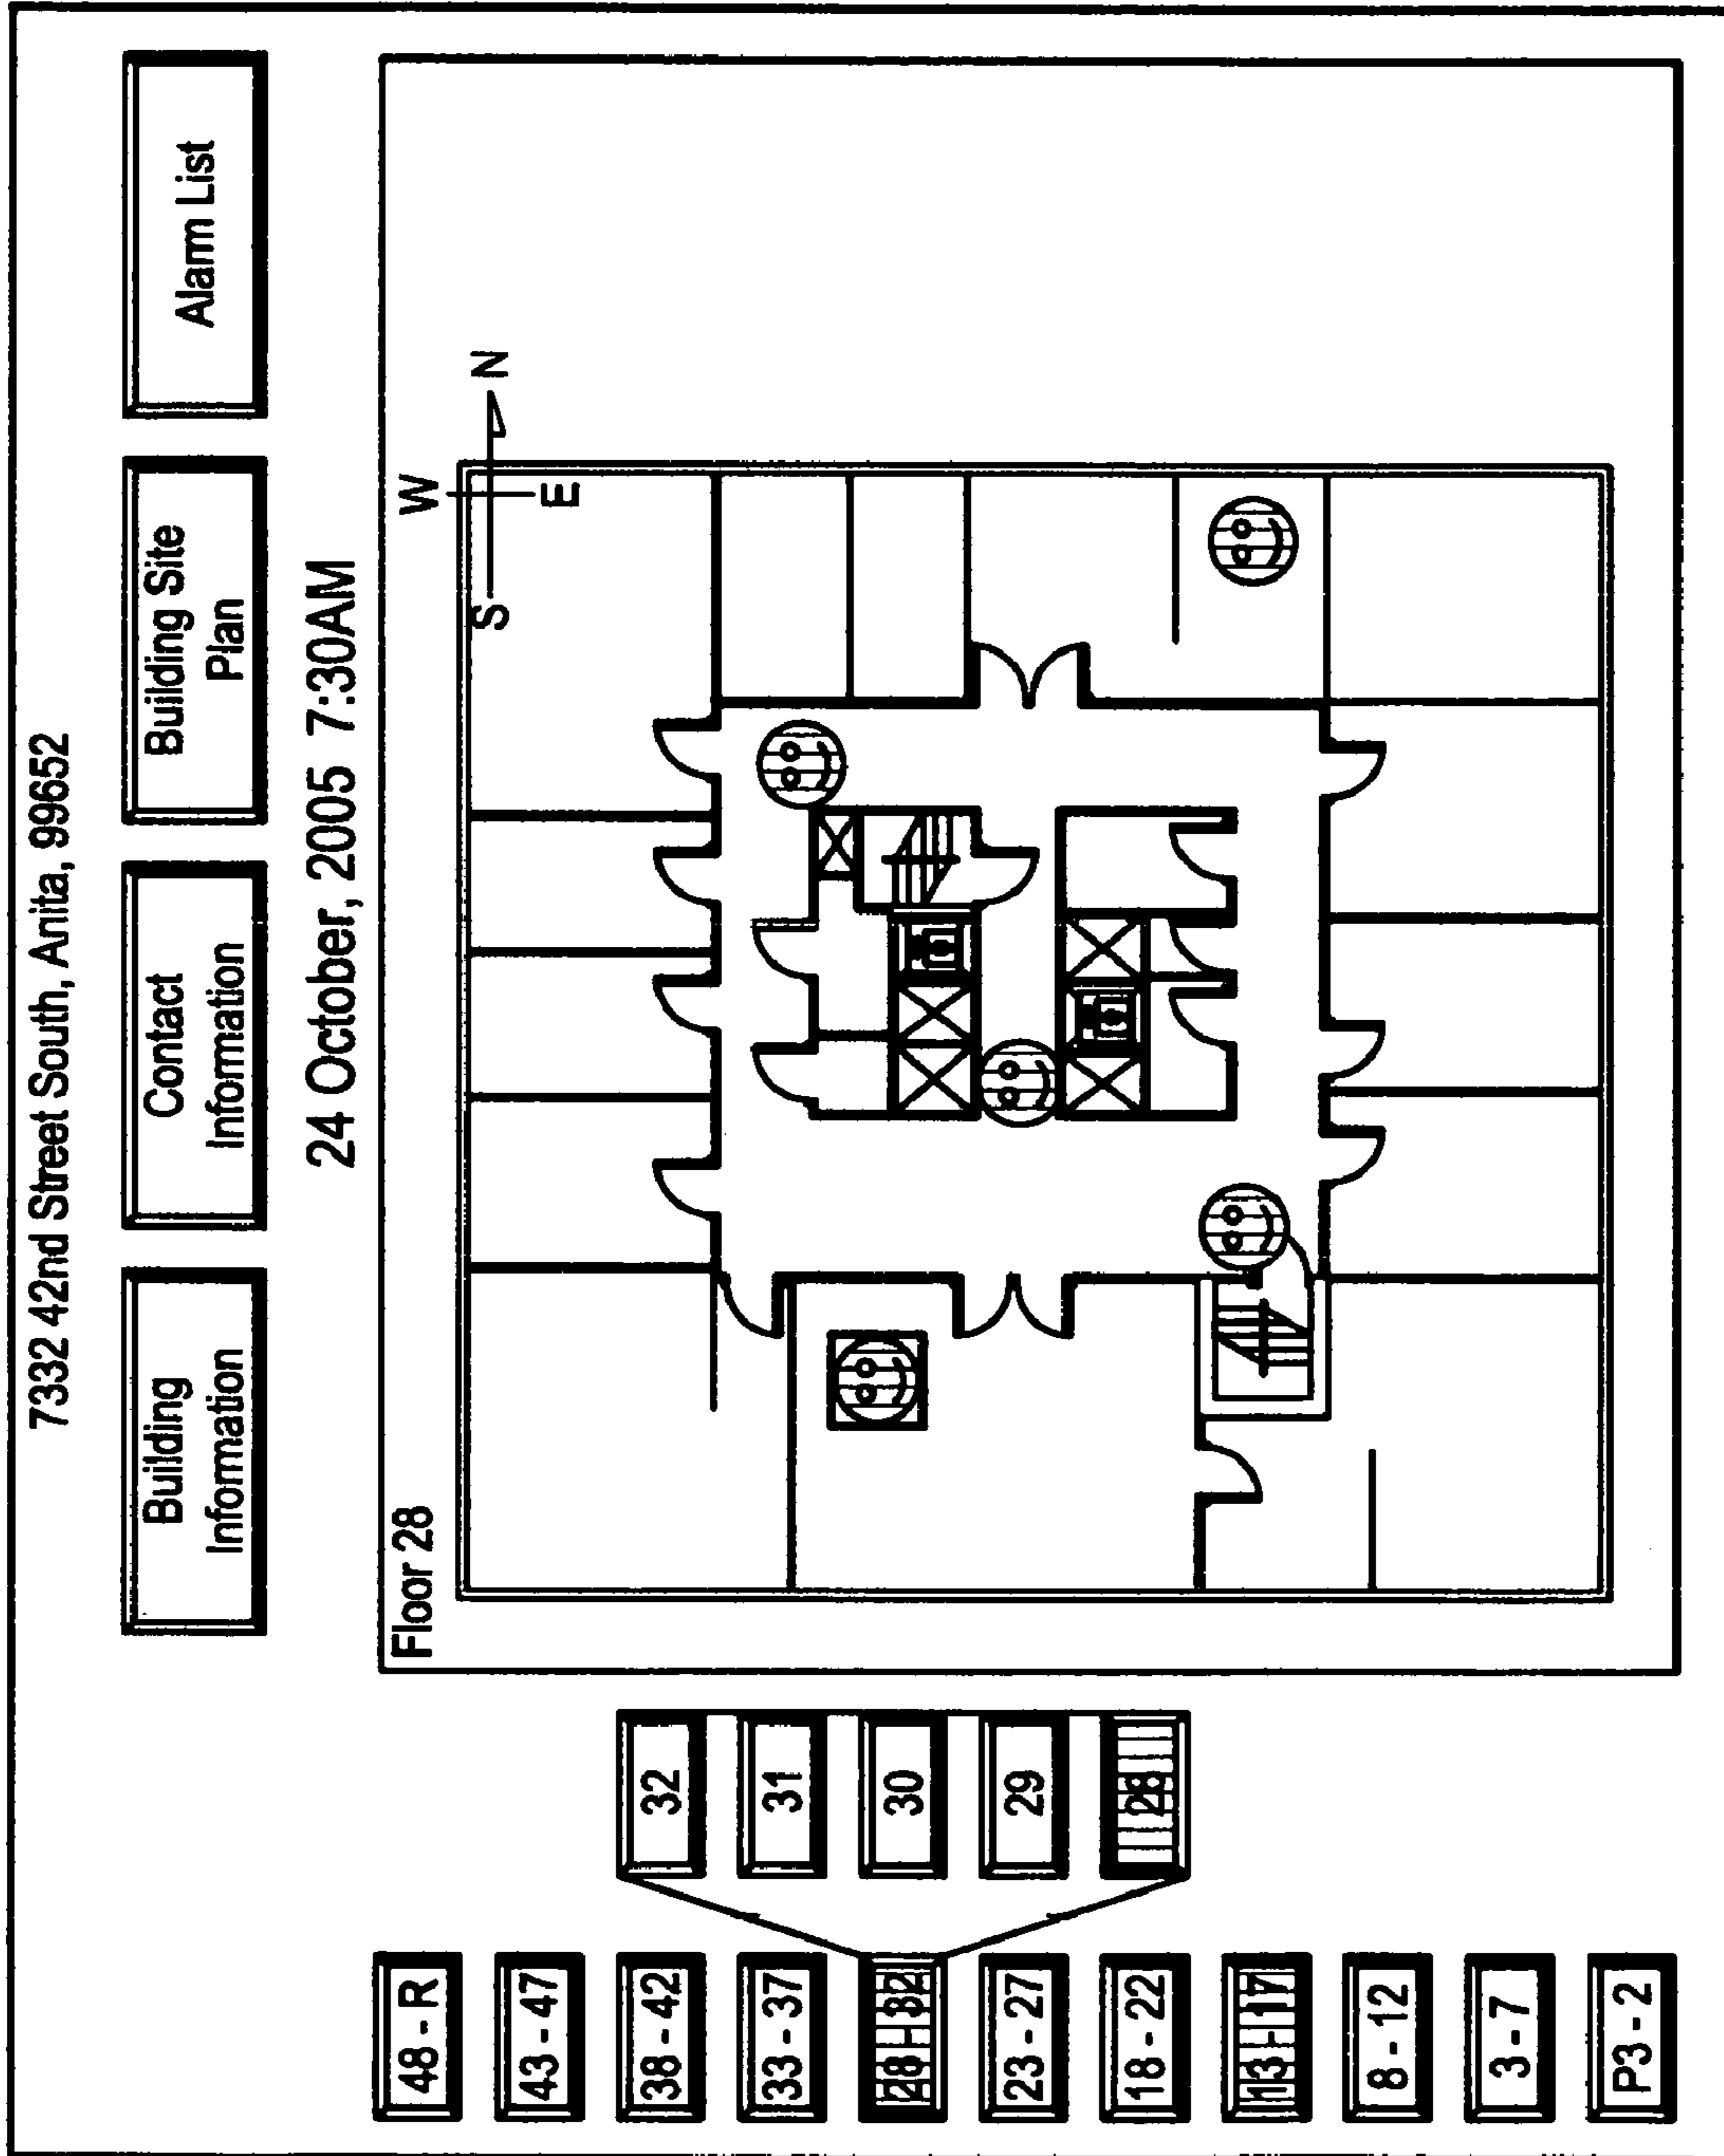 7332 42nd Street South, Anita, 99652
Building
Information
Contact
Information
Building Site
Plan
Alarm List
24 October, 2005 7:30AM
Floor 28
W
S
N
E
48 - R
43 - 47
38 - 42
33 - 37
28 - 32
23 - 27
18 - 22
13 - 17
8 - 12
3 - 7
P3 - 2
32
31
30
29
28